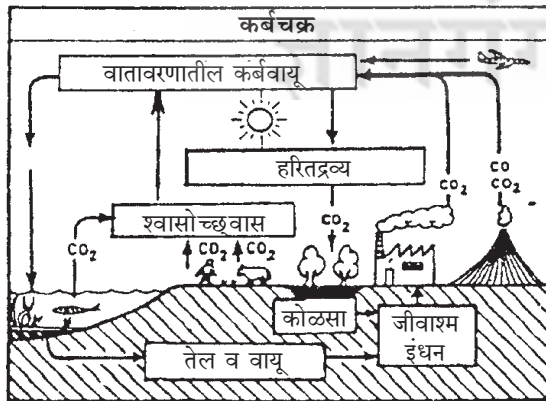 कर्बचक्र
वातावरणातील कर्बवायू
हरितद्रव्य
CO
CO₂
CO₂
CO₂
श्वासोच्छ्वास
CO₂
CO₂
CO₂
कोळसा
जीवाश्म
इंधन
तेल व वायू